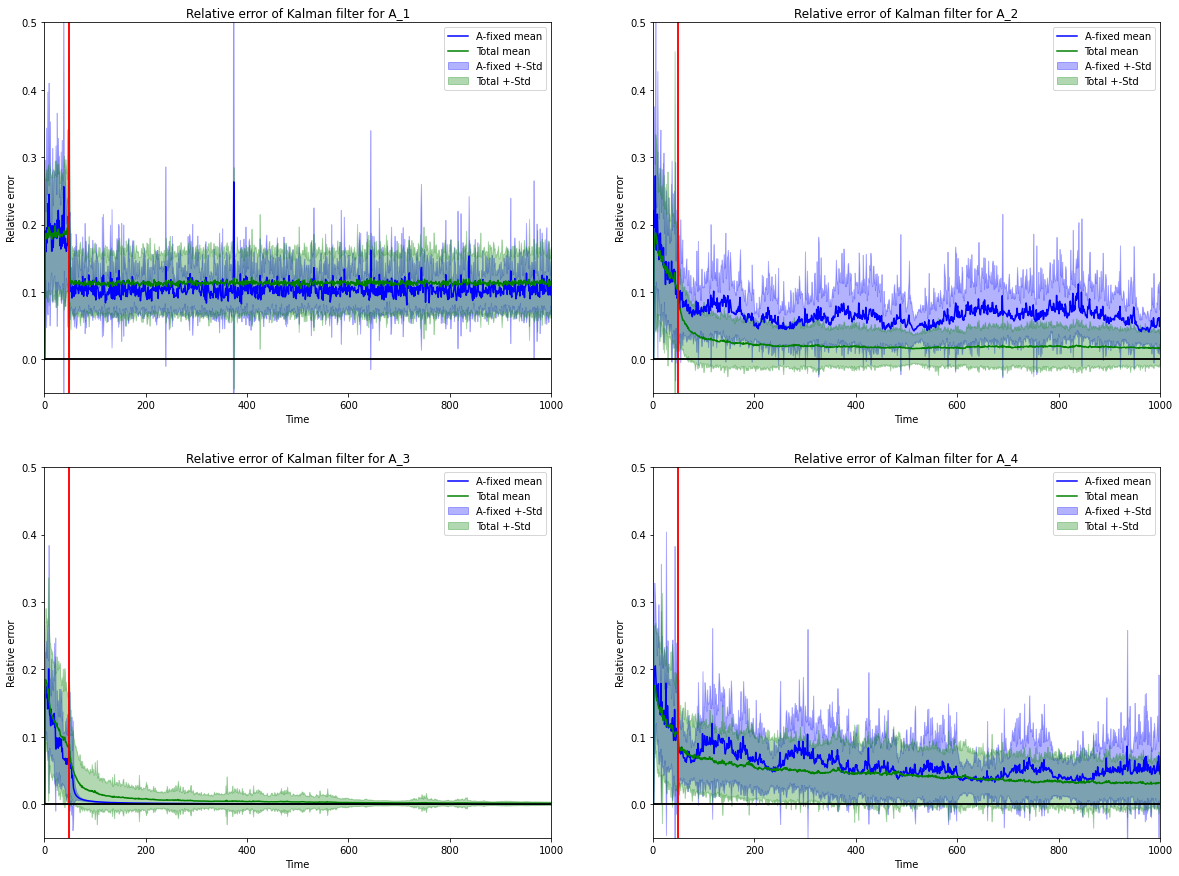 Relative error of Kalman filter for A_1
0.5
0.4
0.3
0.2
0.1
0.0
Relative error
A-fixed mean
Total mean
A-fixed +-Std
Total +-Std
0
200
400
600
800
1000
Time
Relative error of Kalman filter for A_2
0.5
0.4
0.3
0.2
0.1
0.0
Relative error
A-fixed mean
Total mean
A-fixed +-Std
Total +-Std
0
200
400
600
800
1000
Time
Relative error of Kalman filter for A_3
0.5
0.4
0.3
0.2
0.1
0.0
Relative error
A-fixed mean
Total mean
A-fixed +-Std
Total +-Std
0
200
400
600
800
1000
Time
Relative error of Kalman filter for A_4
0.5
0.4
0.3
0.2
0.1
0.0
Relative error
A-fixed mean
Total mean
A-fixed +-Std
Total +-Std
0
200
400
600
800
1000
Time